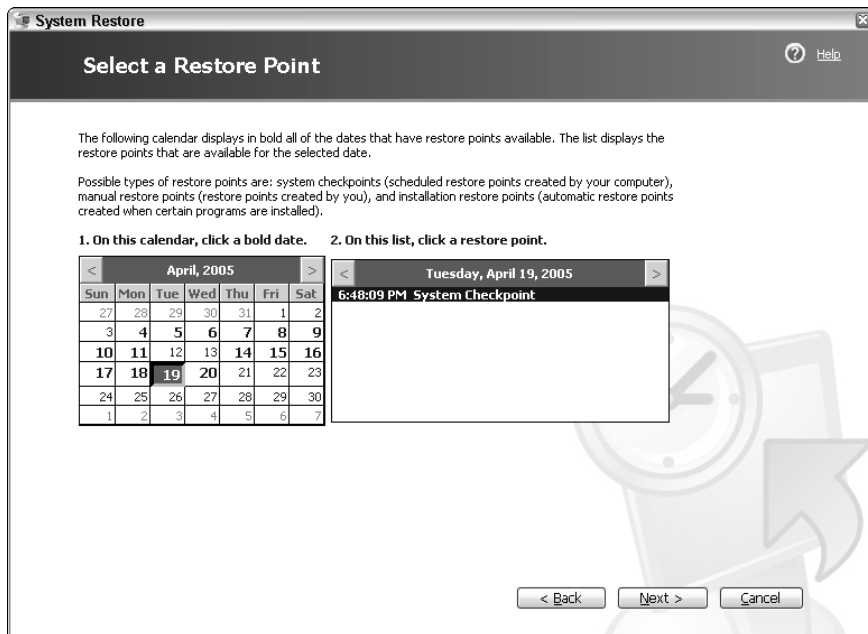 System Restore
Select a Restore Point
? Help
The following calendar displays in bold all of the dates that have restore points available. The list displays the
restore points that are available for the selected date.
Possible types of restore points are: system checkpoints (scheduled restore points created by your computer),
manual restore points (restore points created by you), and installation restore points (automatic restore points
created when certain programs are installed).
1. On this calendar, click a bold date.
2. On this list, click a restore point.
< April, 2005 >
Sun Mon Tue Wed Thu Fri Sat
27 28 29 30 31 1 2
3 4 5 6 7 8 9
10 11 12 13 14 15 16
17 18 19 20 21 22 23
24 25 26 27 28 29 30
1 2 3 4 5 6 7
< Tuesday, April 19, 2005 >
6:48:09 PM System Checkpoint
< Back Next > Cancel